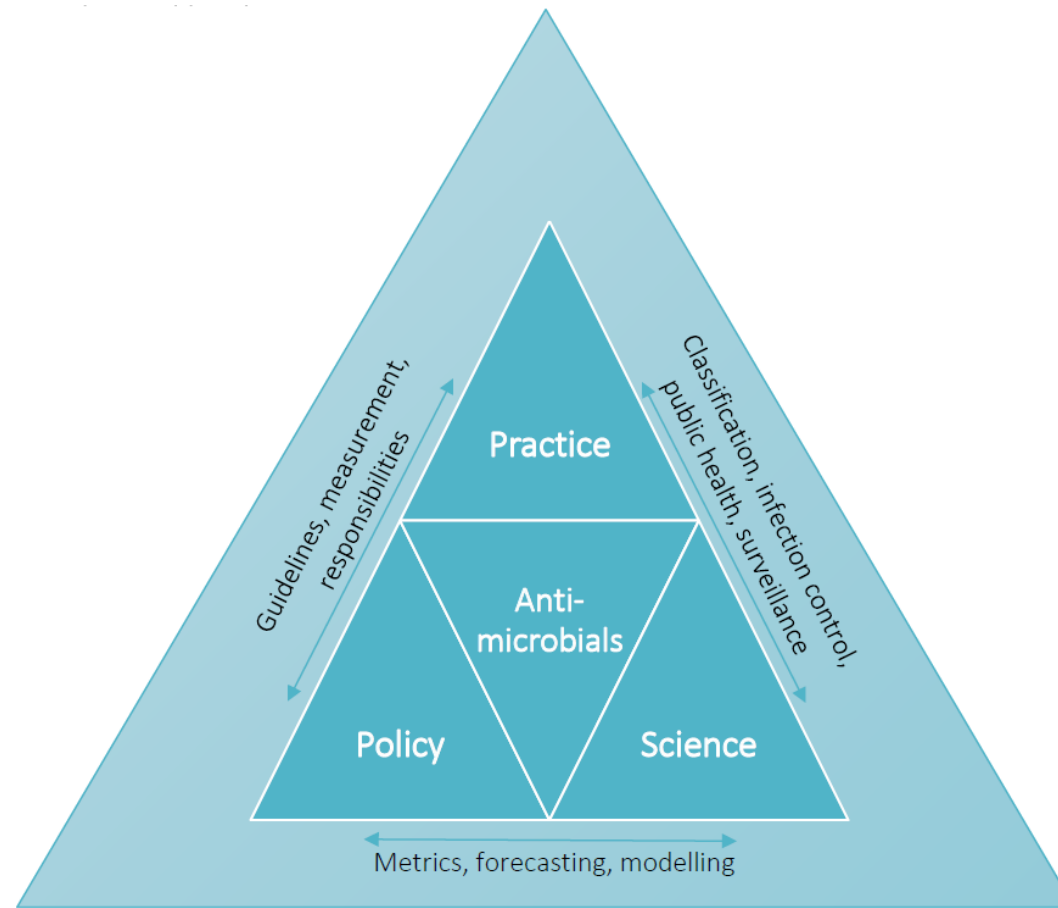 Practice
Guidelines, measurement,
responsibilities
Classification, infection control,
public health, surveillance
Anti-
microbials
Policy
Science
Metrics, forecasting, modelling